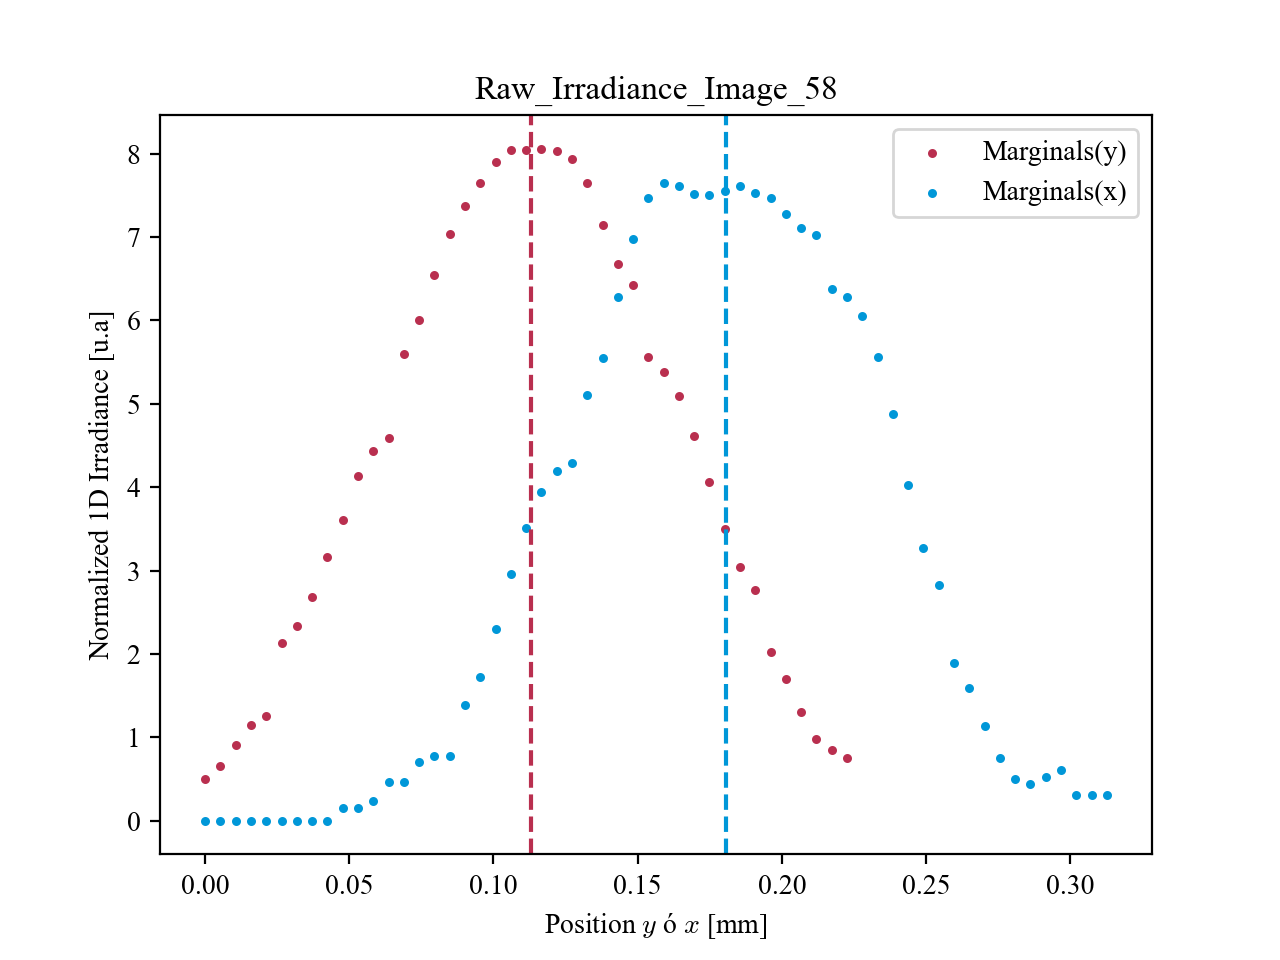 Raw_Irradiance_Image_58
Marginals(y)
Marginals(x)
Normalized 1D Irradiance [u.a]
8
7
6
5
4
3
2
1
0
0.00 0.05 0.10 0.15 0.20 0.25 0.30
Position y ó x [mm]